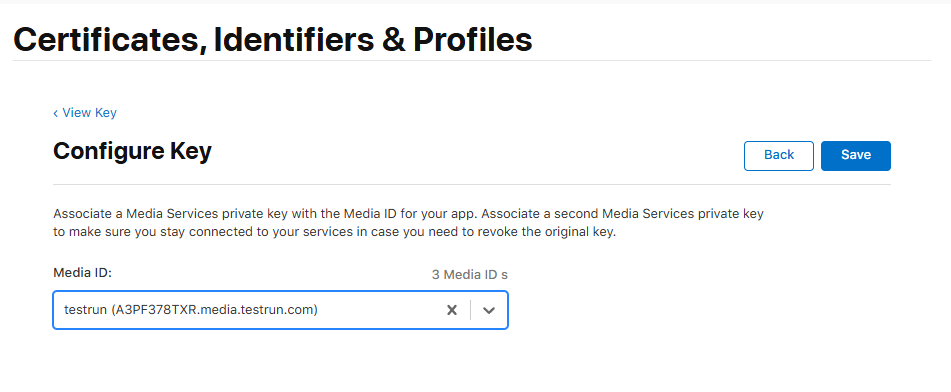 Certificates, Identifiers & Profiles
‹ View Key
Configure Key
Back
Save
Associate a Media Services private key with the Media ID for your app. Associate a second Media Services private key
to make sure you stay connected to your services in case you need to revoke the original key.
Media ID:
3 Media ID s
testrun (A3PF378TXR.media.testrun.com)